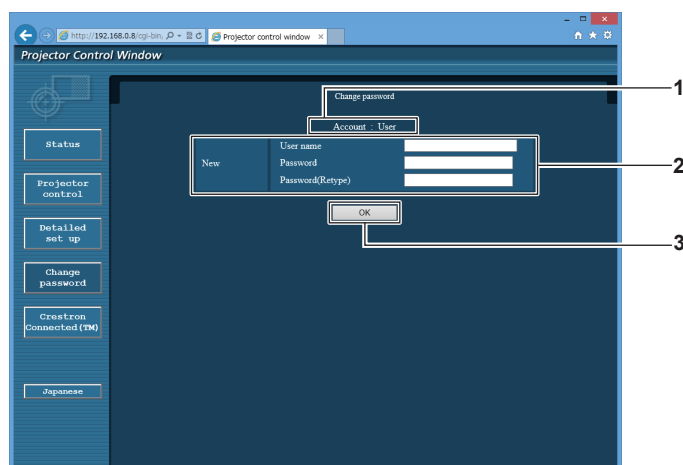 http://192.168.0.8/cgi-bin,
Projector control window
Projector Control Window
Change password
1
Account : User
Status
New
User name
Password
Password(Retype)
2
Projector
control
OK
3
Detailed
set up
Change
password
Crestron
Connected(TM)
Japanese